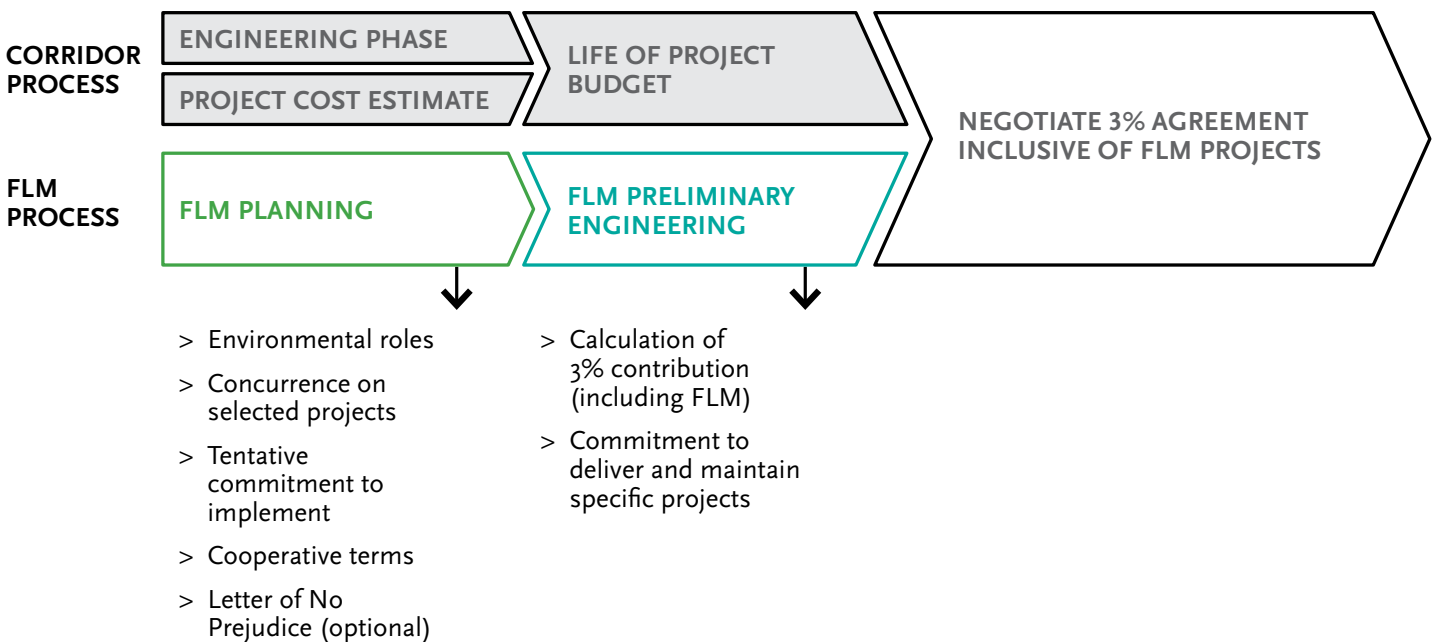 CORRIDOR
PROCESS
ENGINEERING PHASE
PROJECT COST ESTIMATE
LIFE OF PROJECT
BUDGET
NEGOTIATE 3% AGREEMENT
INCLUSIVE OF FLM PROJECTS
FLM
PROCESS
FLM PLANNING
FLM PRELIMINARY
ENGINEERING
> Environmental roles
> Concurrence on
selected projects
> Tentative
commitment to
implement
> Cooperative terms
> Letter of No
Prejudice (optional)
> Calculation of
3% contribution
(including FLM)
> Commitment to
deliver and maintain
specific projects